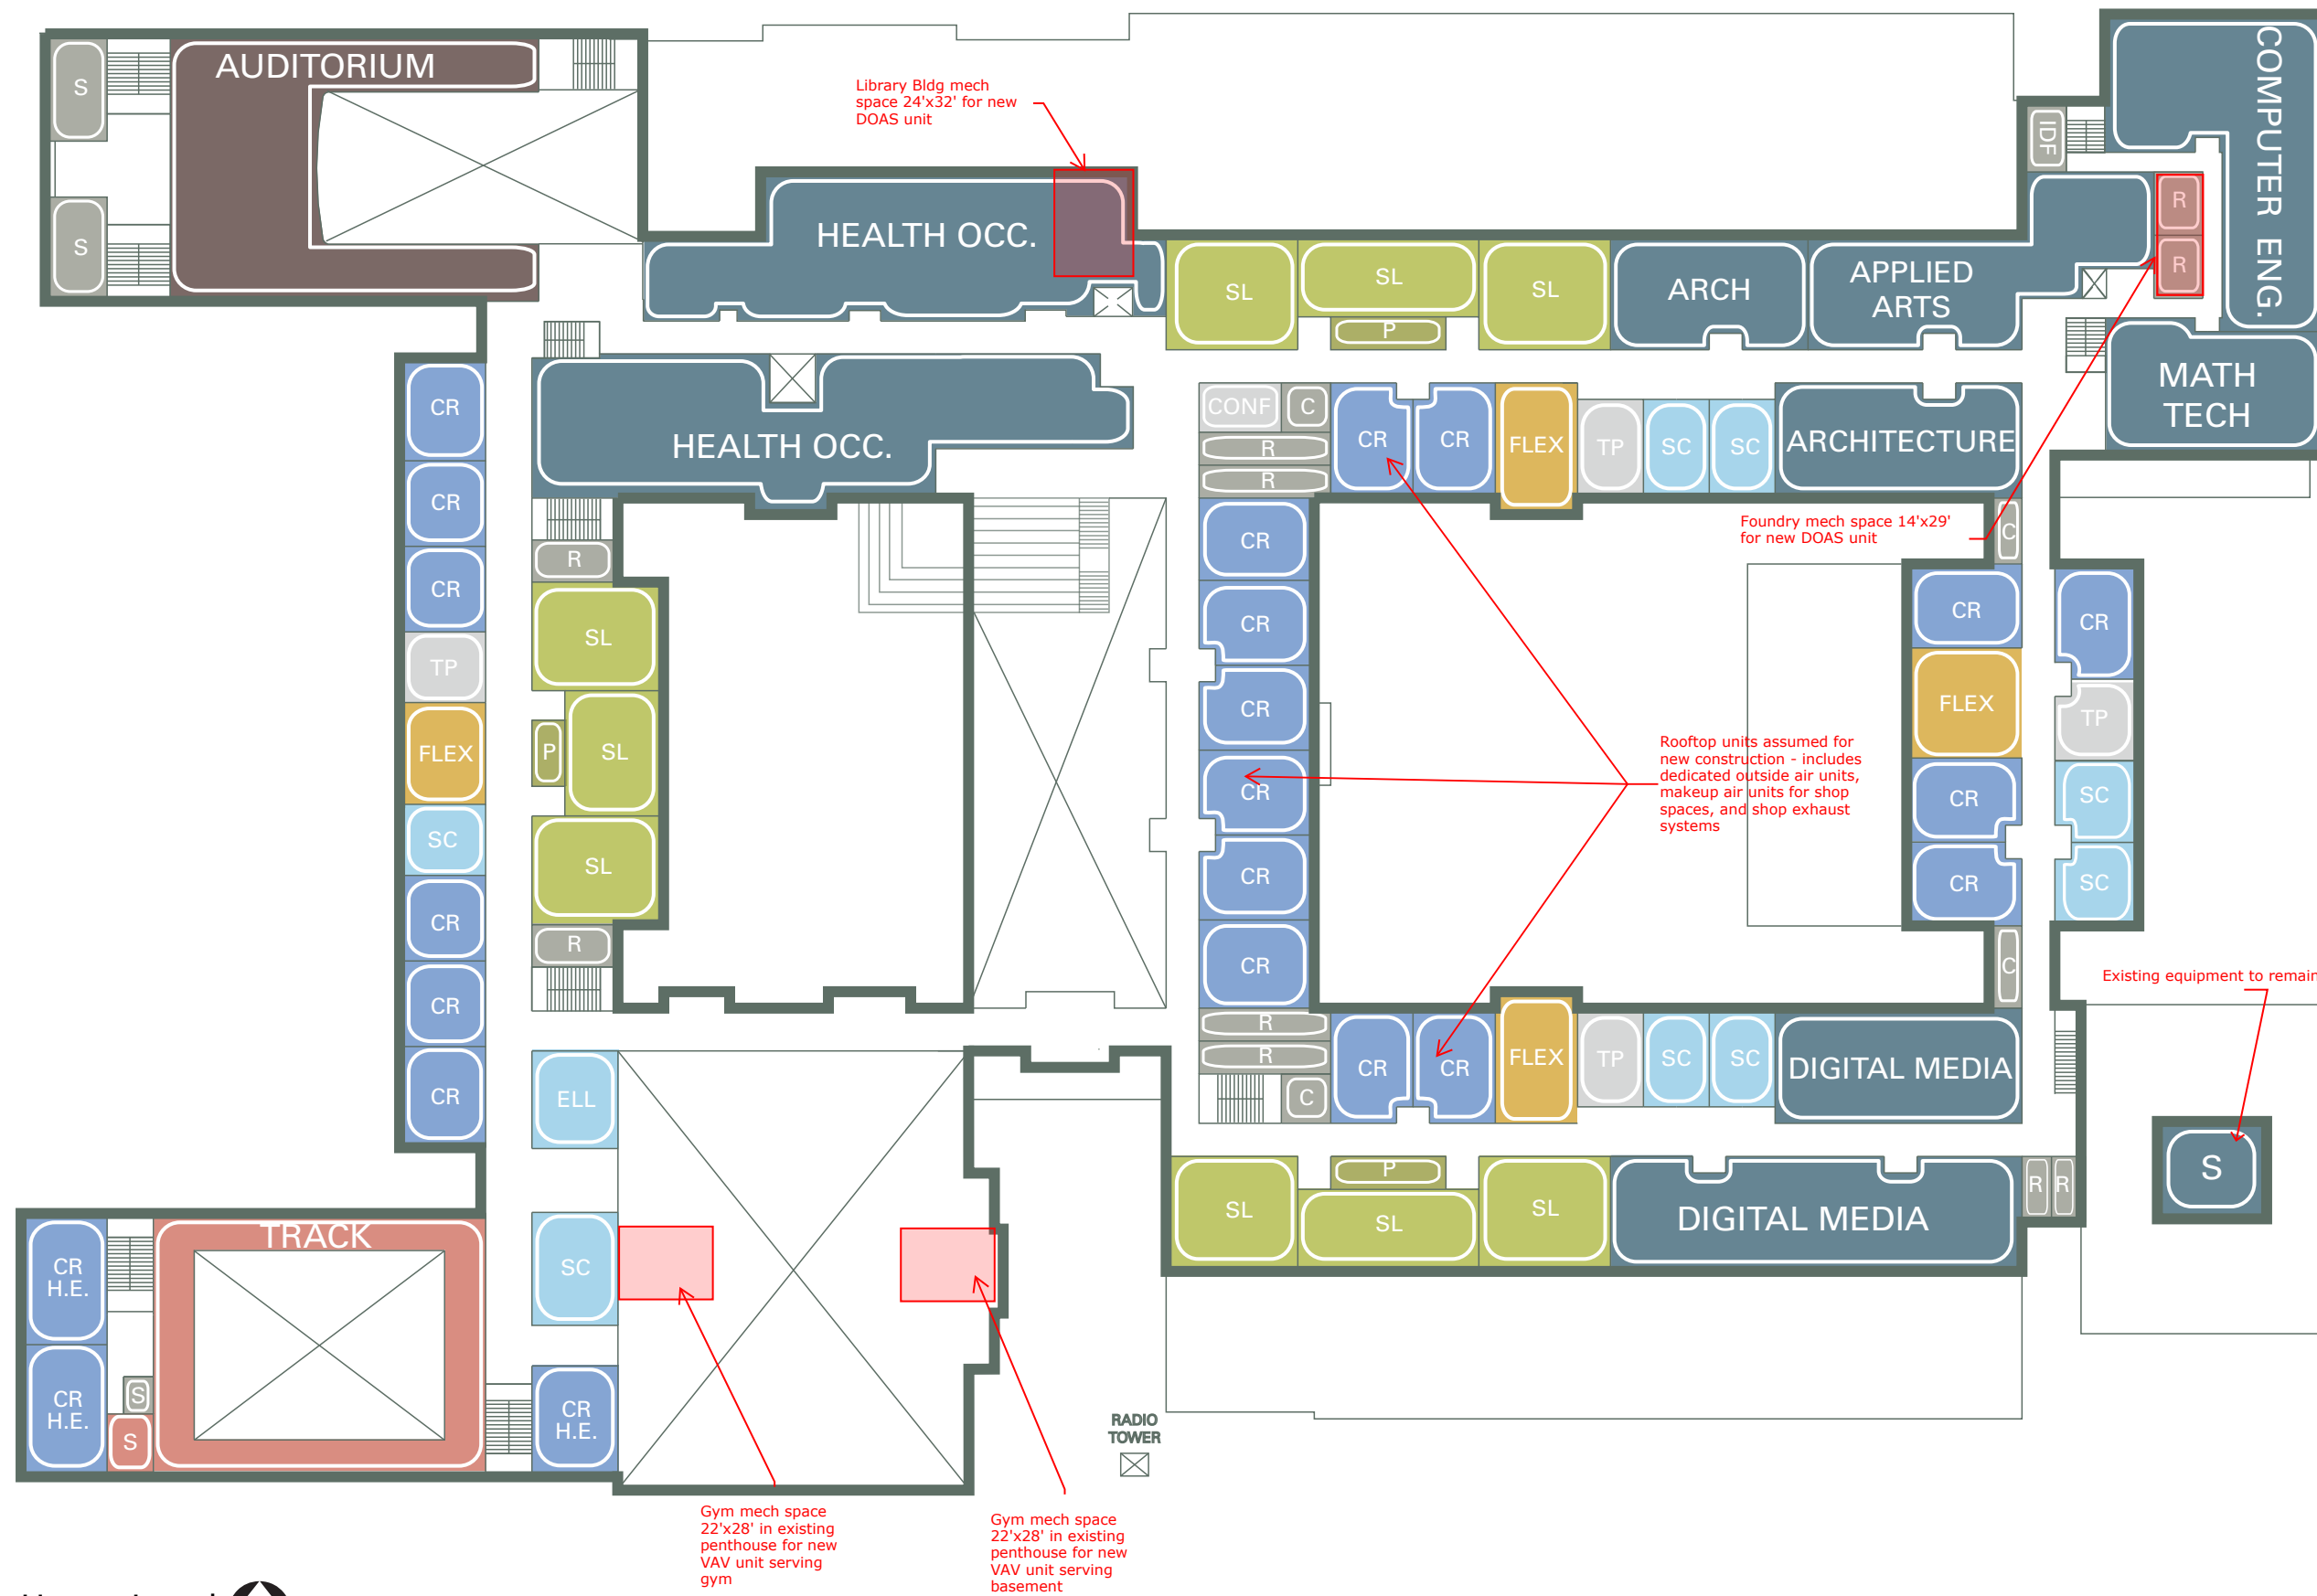 AUDITORIUM
S
S
Library Bldg mech
space 24'x32' for new
DOAS unit
HEALTH OCC.
SL
SL
SL
P
ARCH
APPLIED
ARTS
IDF
COMPUTER ENG.
R
R
MATH
TECH
HEALTH OCC.
CR
CR
CR
TP
FLEX
SC
CR
CR
CR
R
SL
P
SL
SL
R
CONF
C
R
R
CR
CR
FLEX
TP
SC
SC
ARCHITECTURE
Foundry mech space 14'x29'
for new DOAS unit
C
CR
CR
CR
CR
CR
CR
Rooftop units assumed for
new construction - includes
dedicated outside air units,
makeup air units for shop
spaces, and shop exhaust
systems
CR
FLEX
CR
CR
C
CR
TP
SC
SC
Existing equipment to remain
R
R
C
CR
CR
FLEX
TP
SC
SC
DIGITAL MEDIA
SL
P
SL
SL
DIGITAL MEDIA
R
R
S
ELL
SC
CR
H.E.
TRACK
CR
H.E.
CR
H.E.
S
S
RADIO
TOWER
Gym mech space
22'x28' in existing
penthouse for new
VAV unit serving
gym
Gym mech space
22'x28' in existing
penthouse for new
VAV unit serving
basement